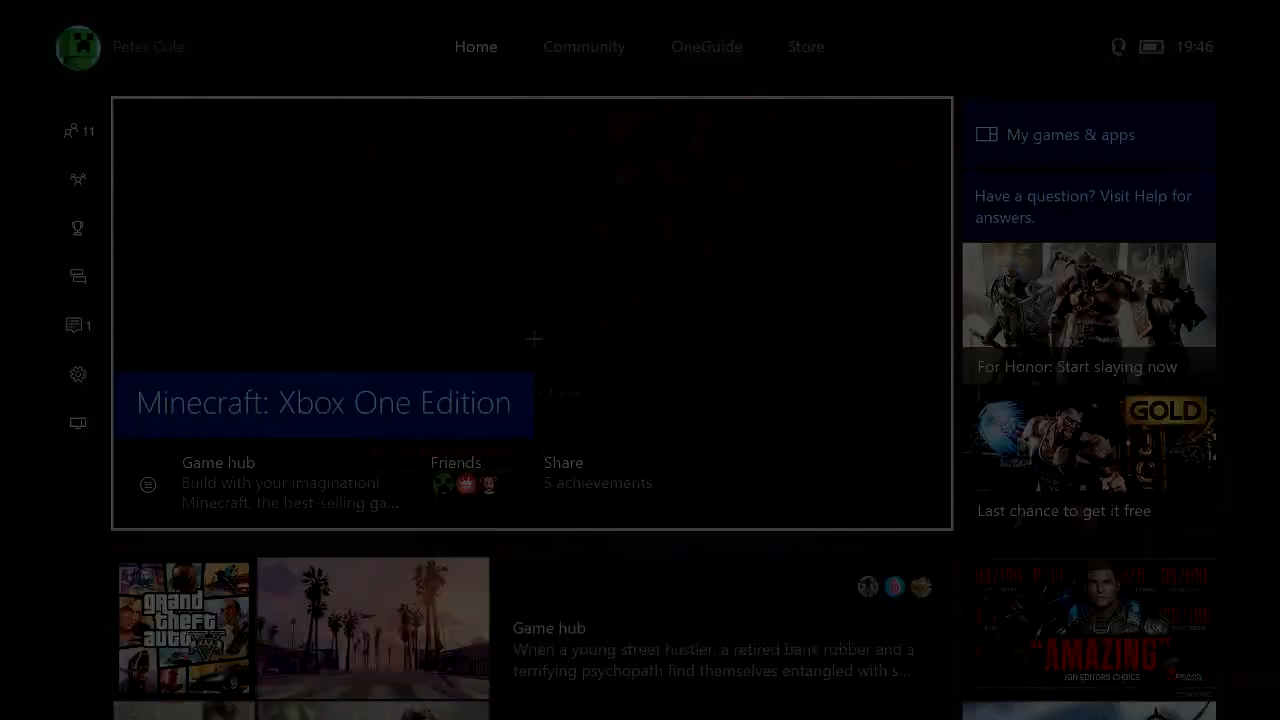 Peter Cole
Home
Community
OneGuide
Store
19:46
11
1
My games & apps
Have a question? Visit Help for
answers.
For Honor: Start slaying now
GOLD
Last chance to get it free
Minecraft: Xbox One Edition
Game hub
Build with your imagination!
Minecraft, the best-selling ga...
Friends
Share
5 achievements
grand
theft
auto
V
Game hub
When a young street hustler, a retired bank robber and a
terrifying psychopath find themselves entangled with s...
"AMAZING"
IGN EDITORS CHOICE